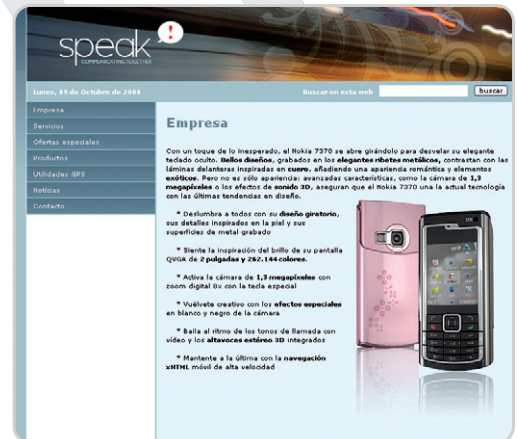 speak!
COMMUNICATING TOGETHER
Lunes, 09 de Octubre de 2006
Buscar en esta web
buscar
Empresa
Servicios
Ofertas especiales
Productos
Utilidades GPS
Noticias
Contacto
Empresa
Con un toque de lo inesperado, el Nokia 7370 se abre girándolo para desvelar su elegante
teclado oculto. Bellos diseños, grabados en los elegantes ribetes metálicos, contrastan con las
láminas delanteras inspiradas en cuero, añadiendo una apariencia romántica y elementos
exóticos. Pero no es sólo apariencia: avanzadas características, como la cámara de 1,3
megapíxeles o los efectos de sonido 3D, aseguran que el Nokia 7370 una la actual tecnología
con las últimas tendencias en diseño.
* Deslumbra a todos con su diseño giratorio,
sus detalles inspirados en la piel y sus
superficies de metal grabado
* Siente la inspiración del brillo de su pantalla
QVGA de 2 pulgadas y 262.144 colores.
* Activa la cámara de 1,3 megapíxeles con
zoom digital 8x con la tecla especial
* Vuélvete creativo con los efectos especiales
en blanco y negro de la cámara
* Baila al ritmo de los tonos de llamada con
vídeo y los altavoces estéreo 3D integrados
* Mantente a la última con la navegación
xHTML móvil de alta velocidad